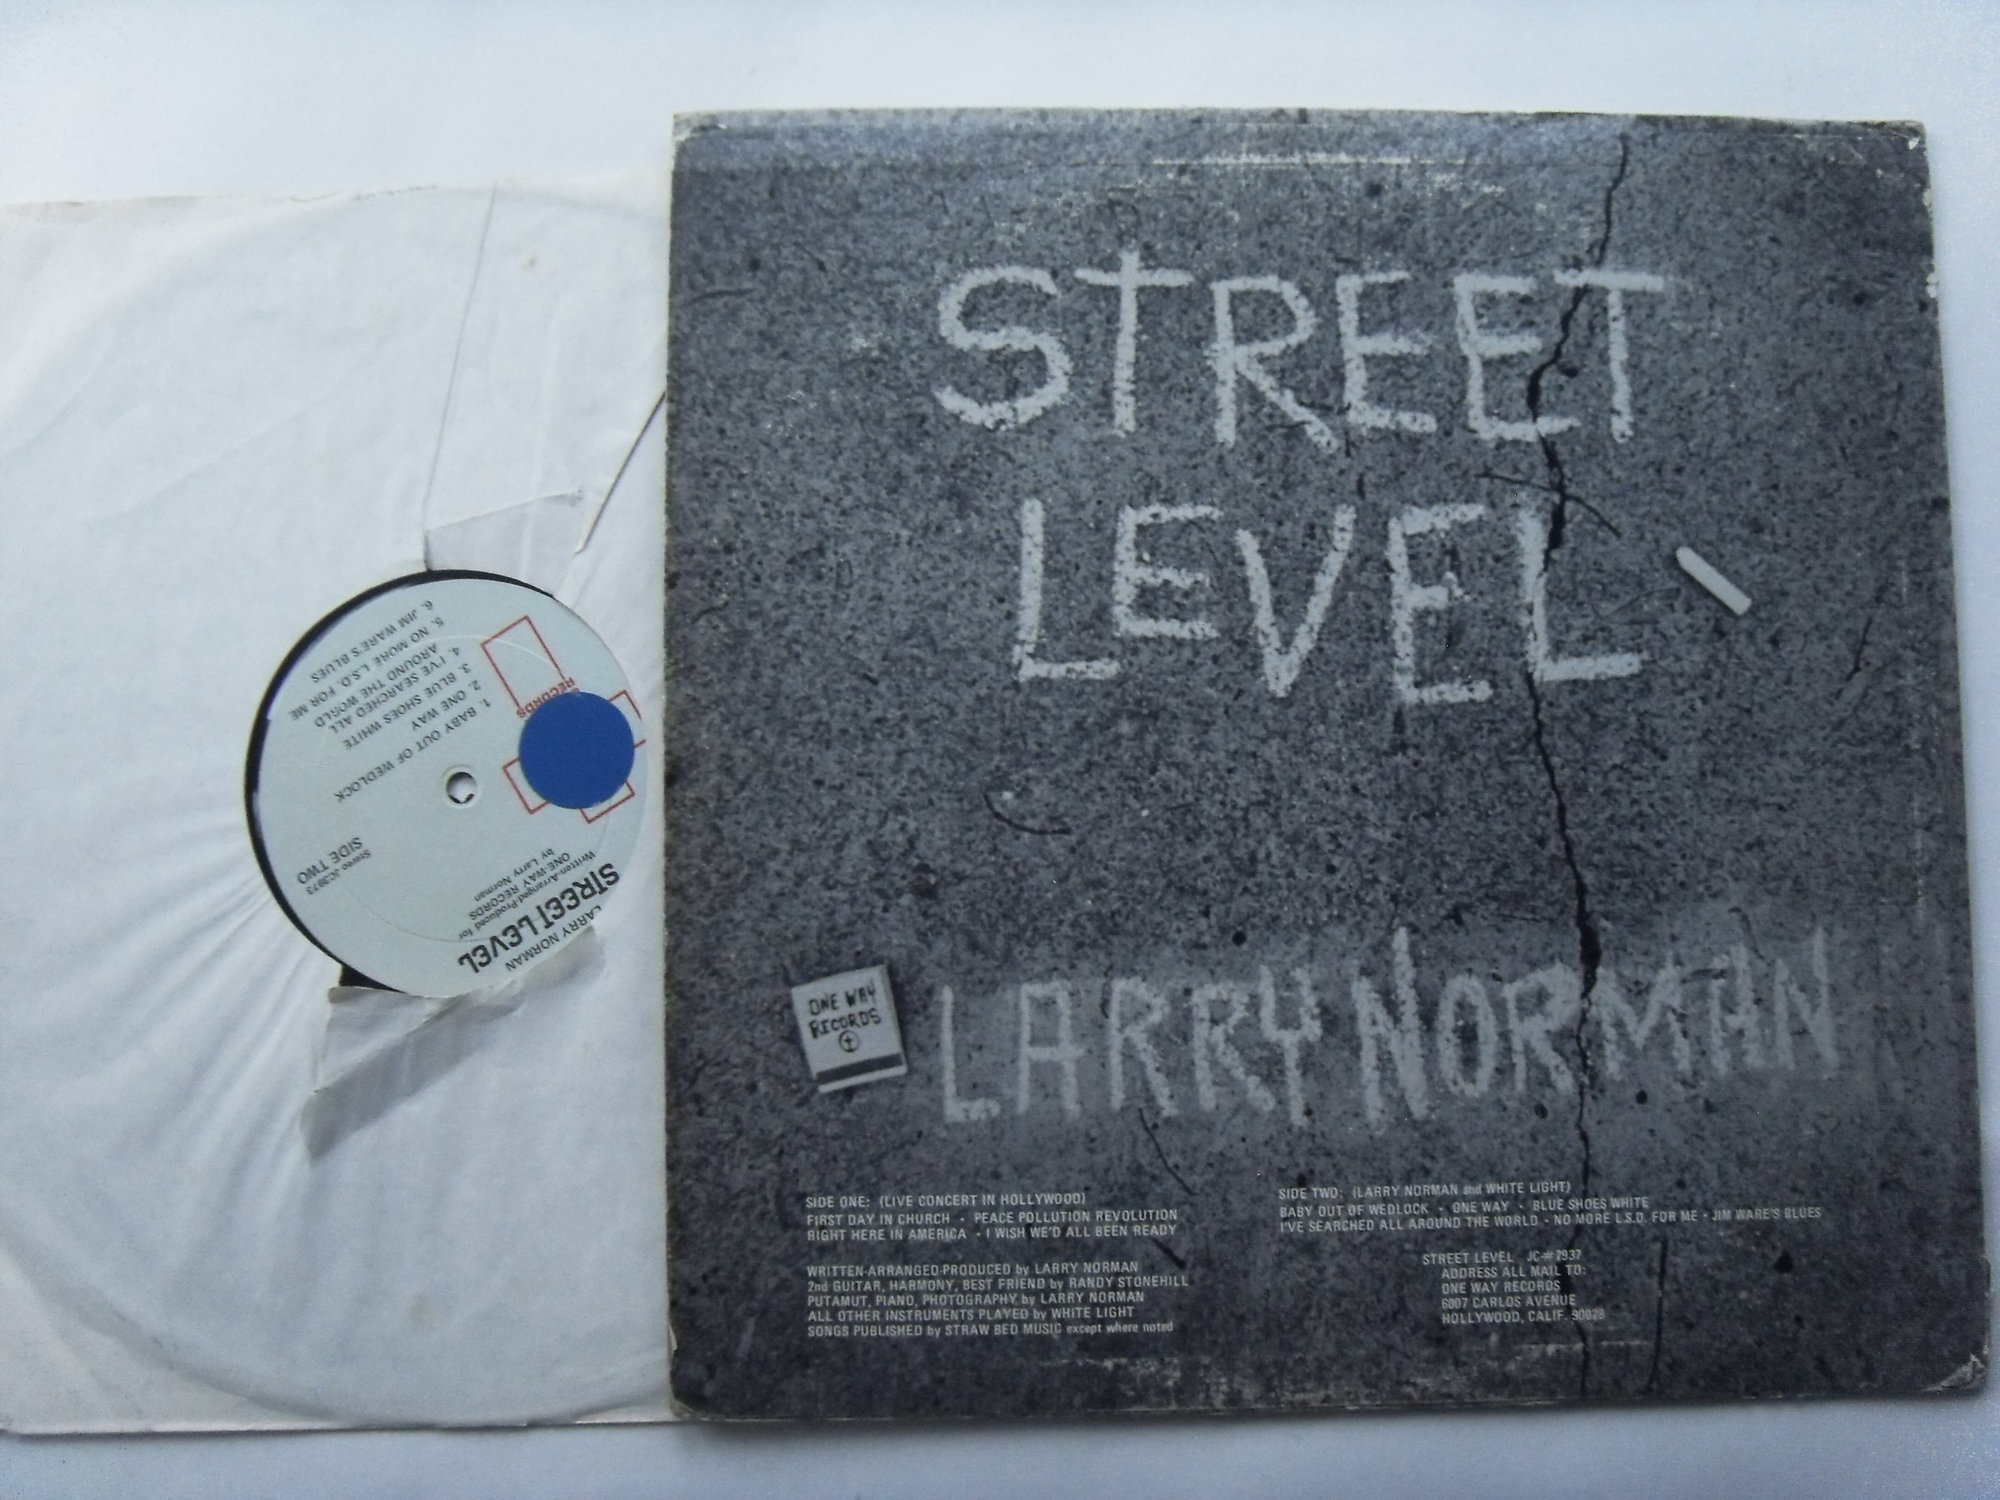 STREET
LEVEL
ONE WAY
RECORDS
LARRY NORMAN
SIDE ONE: (LIVE CONCERT IN HOLLYWOOD)
FIRST DAY IN CHURCH • PEACE POLLUTION REVOLUTION
RIGHT HERE IN AMERICA • I WISH WE'D ALL BEEN READY
WRITTEN-ARRANGED-PRODUCED by LARRY NORMAN
2nd GUITAR, HARMONY, BEST FRIEND by RANDY STONEHILL
PUTAMUT, PIANO, PHOTOGRAPHY by LARRY NORMAN
ALL OTHER INSTRUMENTS PLAYED by WHITE LIGHT
SONGS PUBLISHED by STRAW BED MUSIC except where noted
SIDE TWO: (LARRY NORMAN and WHITE LIGHT)
BABY OUT OF WEDLOCK • ONE WAY • BLUE SHOES WHITE
I'VE SEARCHED ALL AROUND THE WORLD • NO MORE L.S.D. FOR ME • JIM WARE'S BLUES
STREET LEVEL JC-#7937
ADDRESS ALL MAIL TO:
ONE WAY RECORDS
6007 CARLOS AVENUE
HOLLYWOOD, CALIF. 90028
LARRY NORMAN
STREET LEVEL
Written-Arranged-Produced for
ONE-WAY RECORDS
by Larry Norman
Stereo JC3973
SIDE TWO
1. BABY OUT OF WEDLOCK
2. ONE WAY
3. BLUE SHOES WHITE
4. I'VE SEARCHED ALL
AROUND THE WORLD
5. NO MORE L.S.D. FOR ME
6. JIM WARE'S BLUES
RECORDS